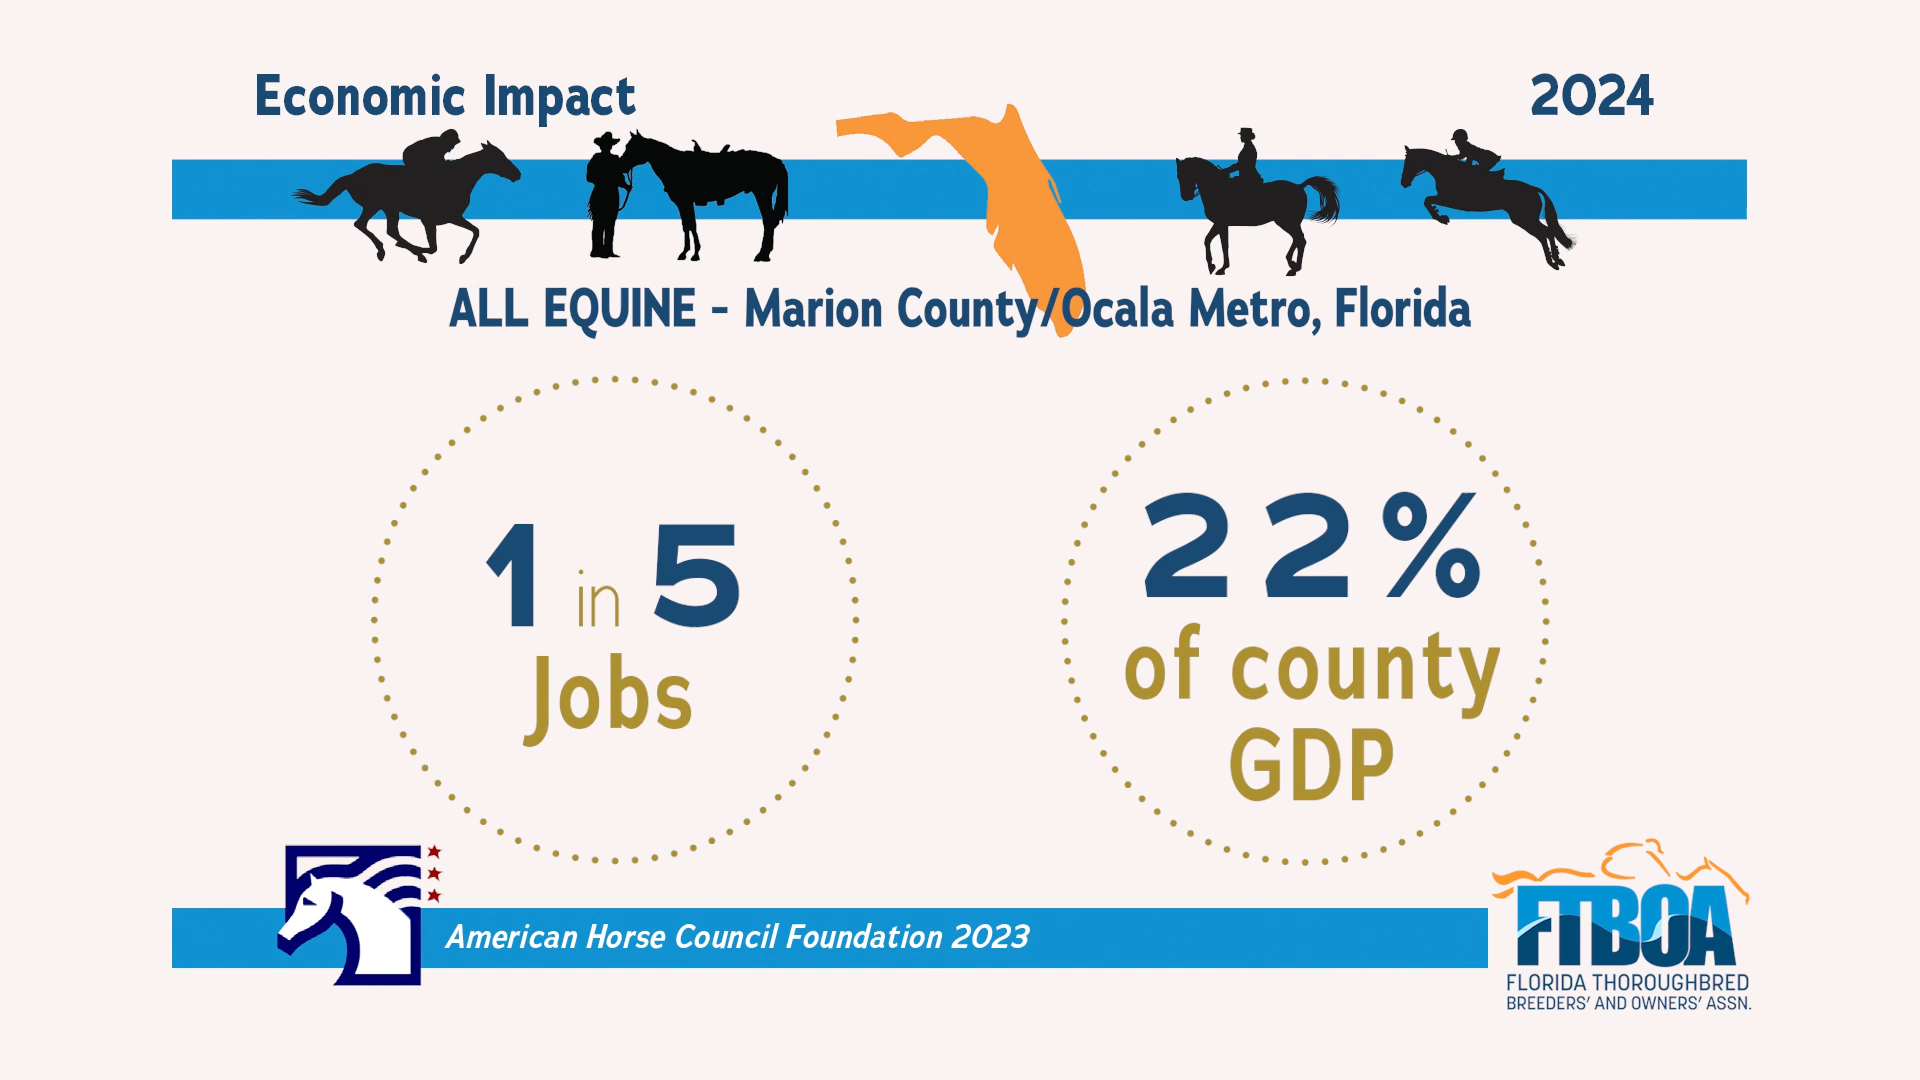 Economic Impact
2024
ALL EQUINE - Marion County/Ocala Metro, Florida
1 in 5
Jobs
22%
of county
GDP
American Horse Council Foundation 2023
FTBOA
FLORIDA THOROUGHBRED
BREEDERS' AND OWNERS' ASSN.